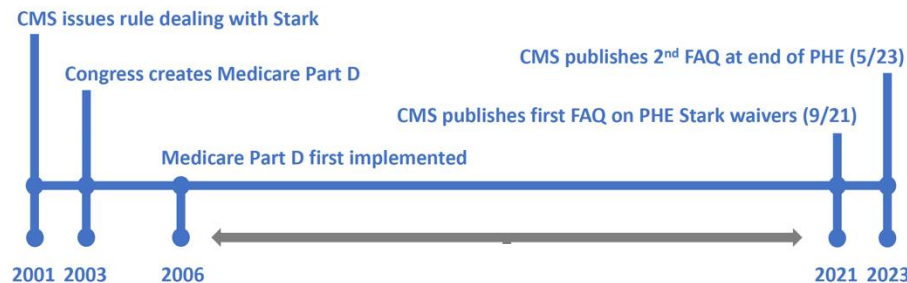 CMS issues rule dealing with Stark
CMS publishes 2nd FAQ at end of PHE (5/23)
Congress creates Medicare Part D
CMS publishes first FAQ on PHE Stark waivers (9/21)
Medicare Part D first implemented
2001 2003 2006 2021 2023